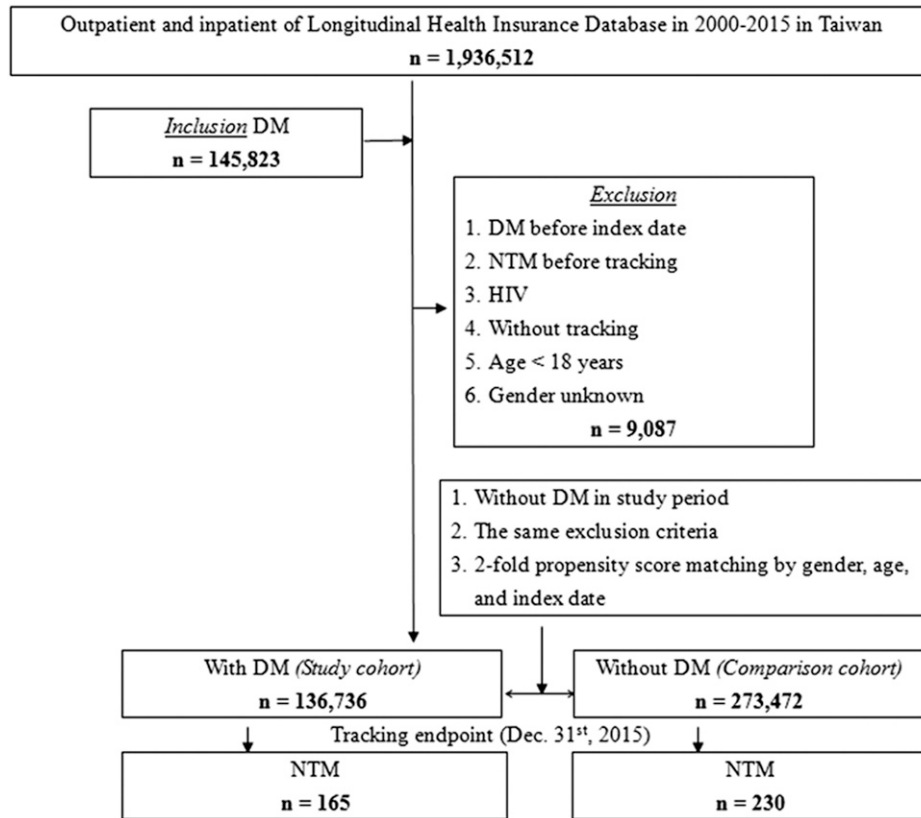 Outpatient and inpatient of Longitudinal Health Insurance Database in 2000-2015 in Taiwan
n = 1,936,512
Inclusion DM
n = 145,823
Exclusion
1. DM before index date
2. NTM before tracking
3. HIV
4. Without tracking
5. Age < 18 years
6. Gender unknown
n = 9,087
1. Without DM in study period
2. The same exclusion criteria
3. 2-fold propensity score matching by gender, age,
and index date
With DM (Study cohort)
n = 136,736
Without DM (Comparison cohort)
n = 273,472
Tracking endpoint (Dec. 31st, 2015)
NTM
n = 165
NTM
n = 230